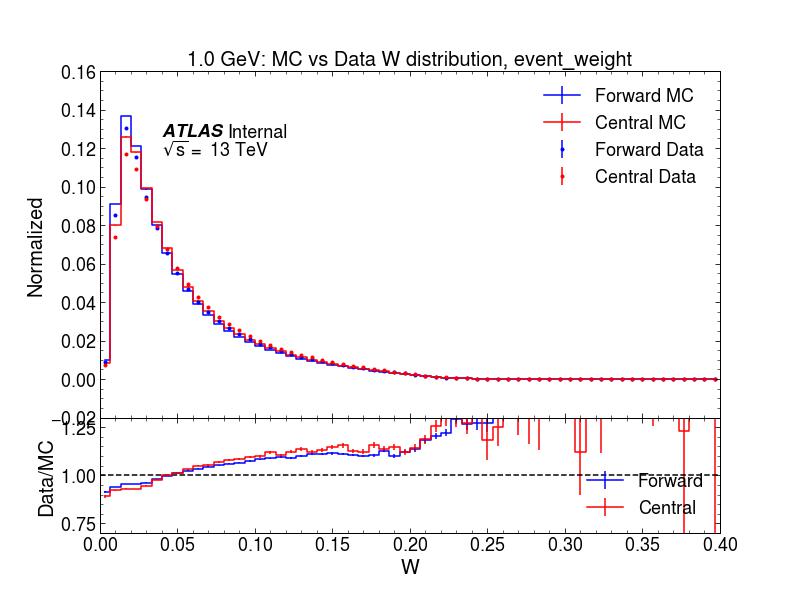 1.0 GeV: MC vs Data W distribution, event_weight
0.16
0.14
0.12
0.10
0.08
0.06
0.04
0.02
0.00
−0.02
Normalized
ATLAS Internal
√s = 13 TeV
Forward MC
Central MC
Forward Data
Central Data
1.25
1.00
0.75
Data/MC
Forward
Central
0.00 0.05 0.10 0.15 0.20 0.25 0.30 0.35 0.40
W